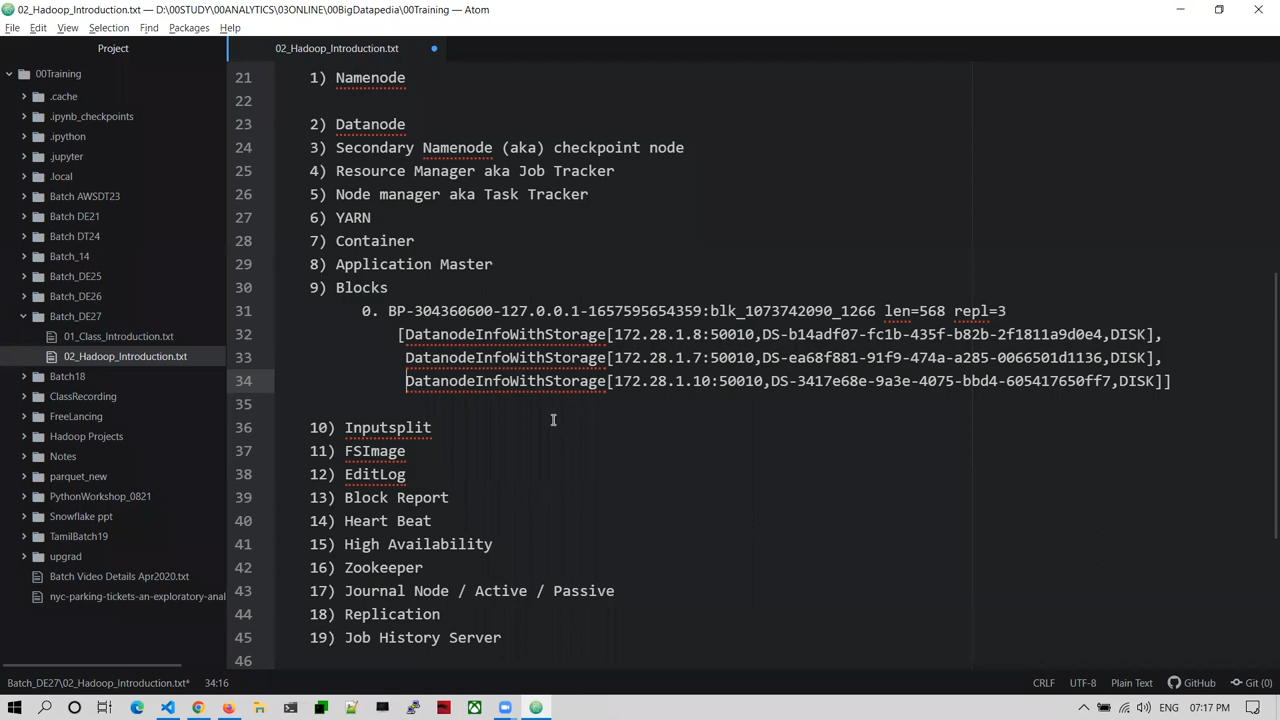 02_Hadoop_Introduction.txt — D:\00STUDY\00ANALYTICS\03ONLINE\00BigDatapedia\00Training — Atom
File Edit View Selection Find Packages Help
Project
00Training
.cache
.ipynb_checkpoints
.ipython
.jupyter
.local
Batch AWSDT23
Batch DE21
Batch DT24
Batch_14
Batch_DE25
Batch_DE26
Batch_DE27
01_Class_Introduction.txt
02_Hadoop_Introduction.txt
Batch18
ClassRecording
FreeLancing
Hadoop Projects
Notes
parquet_new
PythonWorkshop_0821
Snowflake ppt
TamilBatch19
upgrad
Batch Video Details Apr2020.txt
nyc-parking-tickets-an-exploratory-anal
02_Hadoop_Introduction.txt
21 1) Namenode
22
23 2) Datanode
24 3) Secondary Namenode (aka) checkpoint node
25 4) Resource Manager aka Job Tracker
26 5) Node manager aka Task Tracker
27 6) YARN
28 7) Container
29 8) Application Master
30 9) Blocks
31 0. BP-304360600-127.0.0.1-1657595654359:blk_1073742090_1266 len=568 repl=3
32 [DatanodeInfoWithStorage[172.28.1.8:50010,DS-b14adf07-fc1b-435f-b82b-2f1811a9d0e4,DISK],
33 DatanodeInfoWithStorage[172.28.1.7:50010,DS-ea68f881-91f9-474a-a285-0066501d1136,DISK],
34 DatanodeInfoWithStorage[172.28.1.10:50010,DS-3417e68e-9a3e-4075-bbd4-605417650ff7,DISK]]
35
36 10) Inputsplit
37 11) FSImage
38 12) EditLog
39 13) Block Report
40 14) Heart Beat
41 15) High Availability
42 16) Zookeeper
43 17) Journal Node / Active / Passive
44 18) Replication
45 19) Job History Server
46
Batch_DE27\02_Hadoop_Introduction.txt* 34:16 CRLF UTF-8 Plain Text GitHub Git (0)
ENG 07:17 PM